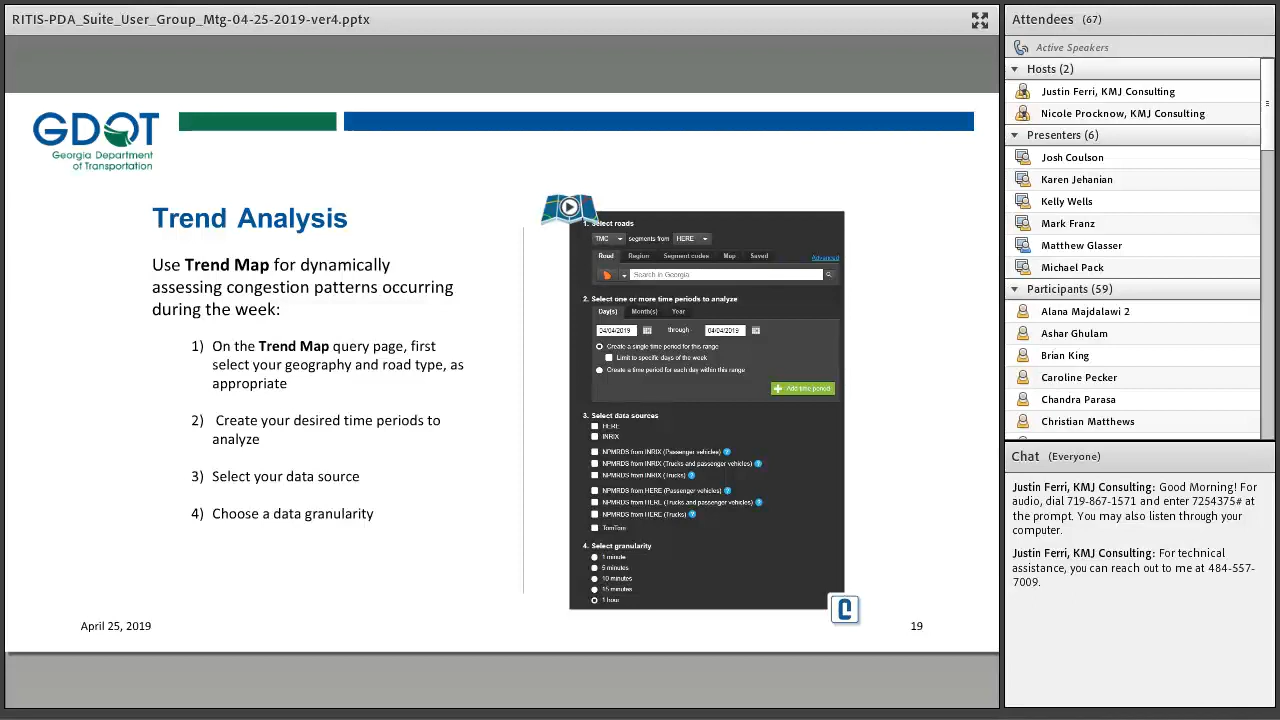 RITIS-PDA_Suite_User_Group_Mtg-04-25-2019-ver4.pptx
GDOT
Georgia Department
of Transportation
Trend Analysis
Use Trend Map for dynamically
assessing congestion patterns occurring
during the week:
1) On the Trend Map query page, first
select your geography and road type, as
appropriate
2) Create your desired time periods to
analyze
3) Select your data source
4) Choose a data granularity
1. Select roads
TMC segments from HERE
Road Region Segment codes Map Saved Advanced
Search in Georgia
2. Select one or more time periods to analyze
Day(s) Month(s) Year
04/04/2019 through 04/04/2019
Create a single time period for this range
Limit to specific days of the week
Create a time period for each day within this range
Add time period
3. Select data sources
HERE
INRIX
NPMRDS from INRIX (Passenger vehicles) ?
NPMRDS from INRIX (Trucks and passenger vehicles) ?
NPMRDS from INRIX (Trucks) ?
NPMRDS from HERE (Passenger vehicles) ?
NPMRDS from HERE (Trucks and passenger vehicles) ?
NPMRDS from HERE (Trucks) ?
TomTom
4. Select granularity
1 minute
5 minutes
10 minutes
15 minutes
1 hour
April 25, 2019
19
Attendees (67)
Active Speakers
Hosts (2)
Justin Ferri, KMJ Consulting
Nicole Procknow, KMJ Consulting
Presenters (6)
Josh Coulson
Karen Jehanian
Kelly Wells
Mark Franz
Matthew Glasser
Michael Pack
Participants (59)
Alana Majdalawi 2
Ashar Ghulam
Brian King
Caroline Pecker
Chandra Parasa
Christian Matthews
Chat (Everyone)
Justin Ferri, KMJ Consulting: Good Morning! For
audio, dial 719-867-1571 and enter 7254375# at
the prompt. You may also listen through your
computer.
Justin Ferri, KMJ Consulting: For technical
assistance, you can reach out to me at 484-557-
7009.